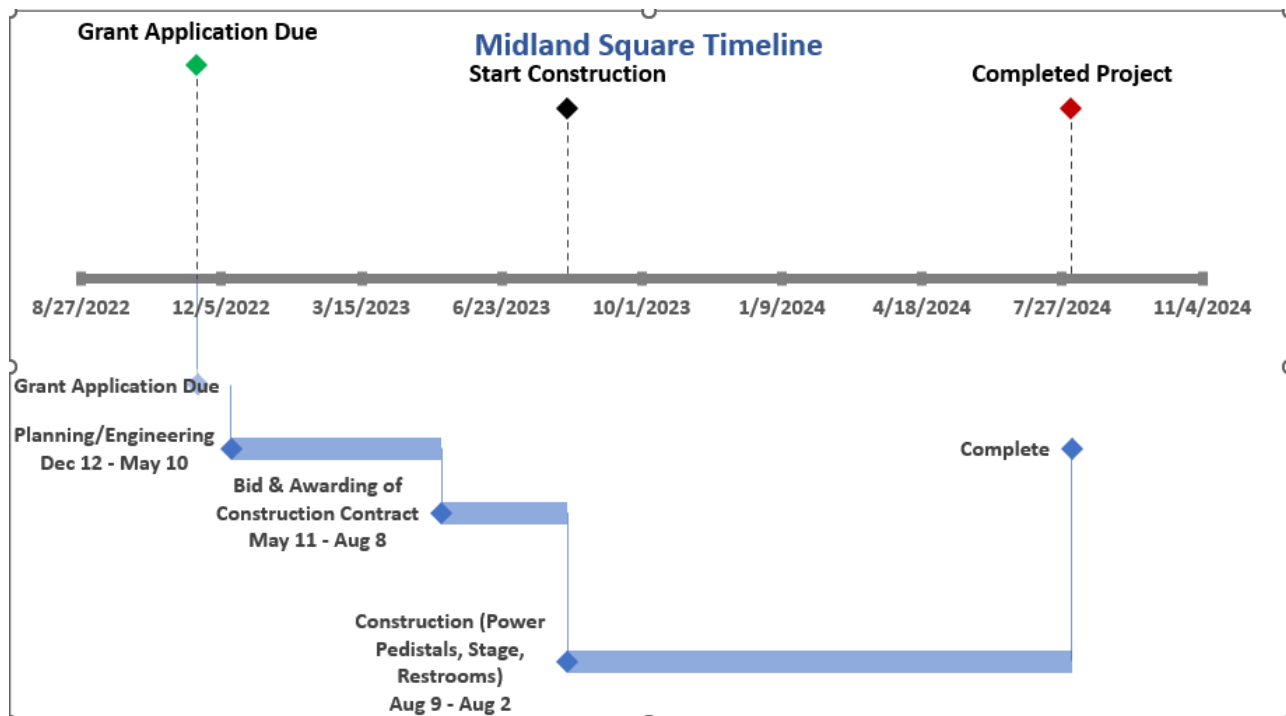 Grant Application Due
Midland Square Timeline
Start Construction
Completed Project
8/27/2022
12/5/2022
3/15/2023
6/23/2023
10/1/2023
1/9/2024
4/18/2024
7/27/2024
11/4/2024
Grant Application Due
Planning/Engineering
Dec 12 - May 10
Complete
Bid & Awarding of
Construction Contract
May 11 - Aug 8
Construction (Power
Pedistals, Stage,
Restrooms)
Aug 9 - Aug 2